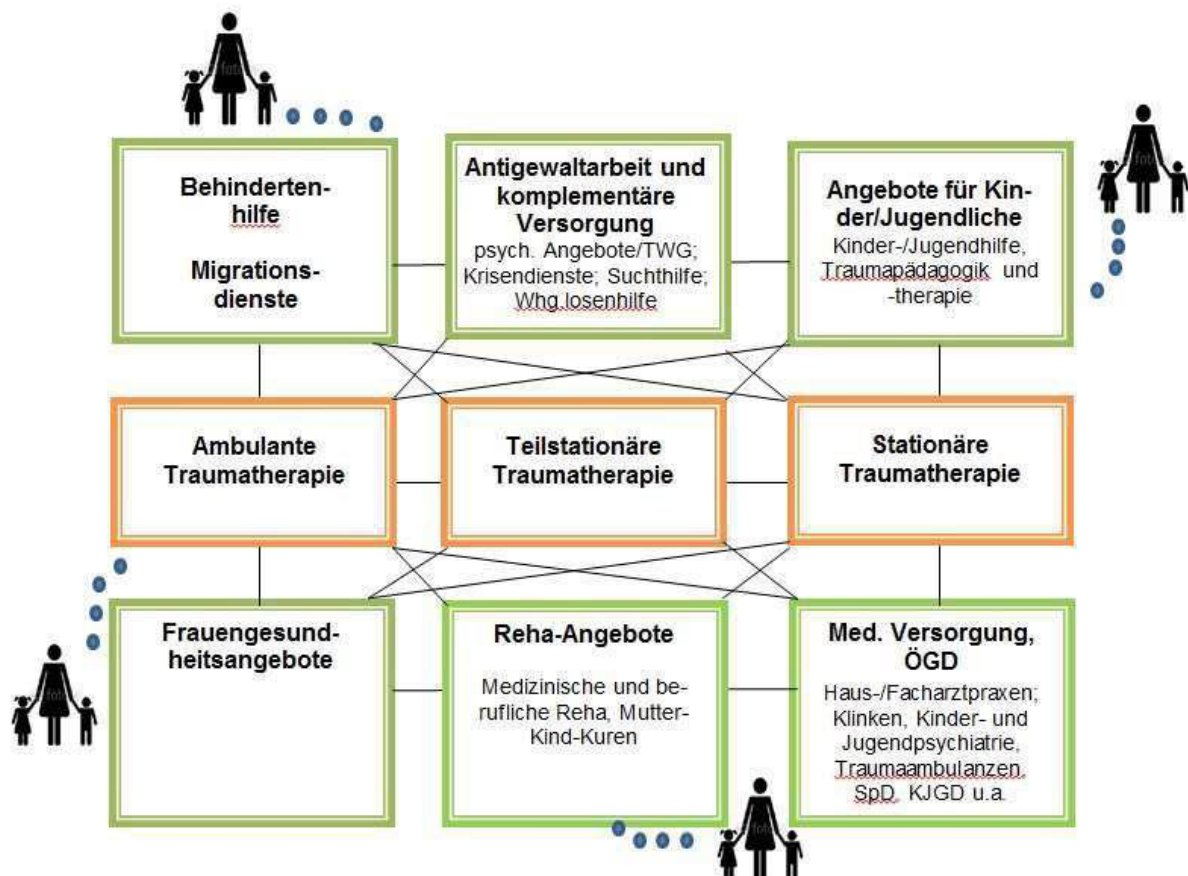 Behinderten-
hilfe
Migrations-
dienste
Antigewaltarbeit und
komplementäre
Versorgung
psych. Angebote/TWG;
Krisendienste; Suchthilfe;
Whg.losenhilfe
Angebote für Kin-
der/Jugendliche
Kinder-/Jugendhilfe,
Traumapädagogik und
-therapie
Ambulante
Traumatherapie
Teilstationäre
Traumatherapie
Stationäre
Traumatherapie
Frauengesund-
heitsangebote
Reha-Angebote
Medizinische und be-
rufliche Reha, Mutter-
Kind-Kuren
Med. Versorgung,
ÖGD
Haus-/Facharztpraxen;
Klinken, Kinder- und
Jugendpsychiatrie,
Traumaambulanzen,
SpD, KJGD u.a.